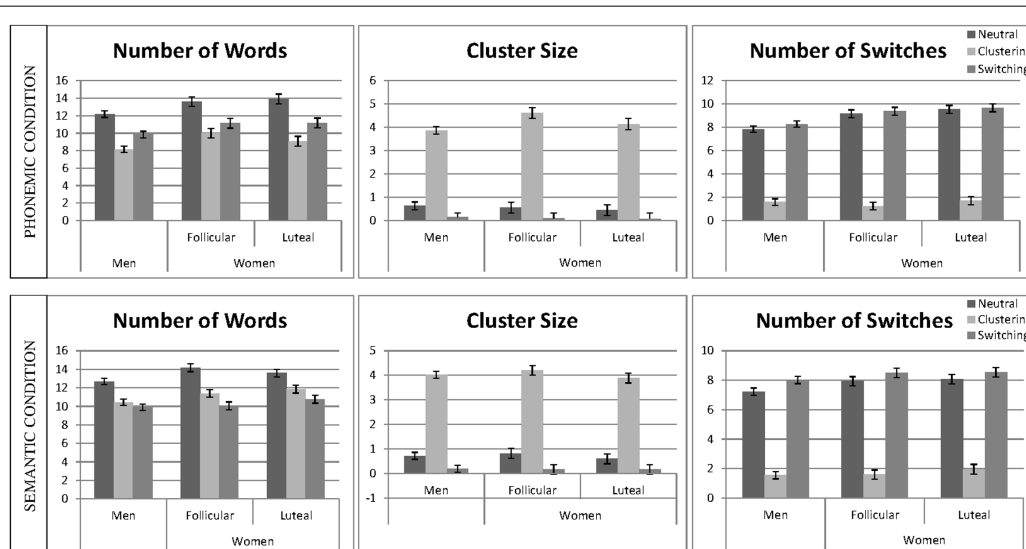 PHONEMIC CONDITION
Number of Words
16
14
12
10
8
6
4
2
0
Follicular Luteal
Men Women
Cluster Size
6
5
4
3
2
1
0
Men Follicular Luteal
Women
Number of Switches
Neutral
Clusterin
Switching
12
10
8
6
4
2
0
Men Follicular Luteal
Women
SEMANTIC CONDITION
Number of Words
16
14
12
10
8
6
4
2
0
Men Follicular Luteal
Women
Cluster Size
5
4
3
2
1
0
-1
Men Follicular Luteal
Women
Number of Switches
Neutral
Clusterin
Switching
10
8
6
4
2
0
Men Follicular Luteal
Women